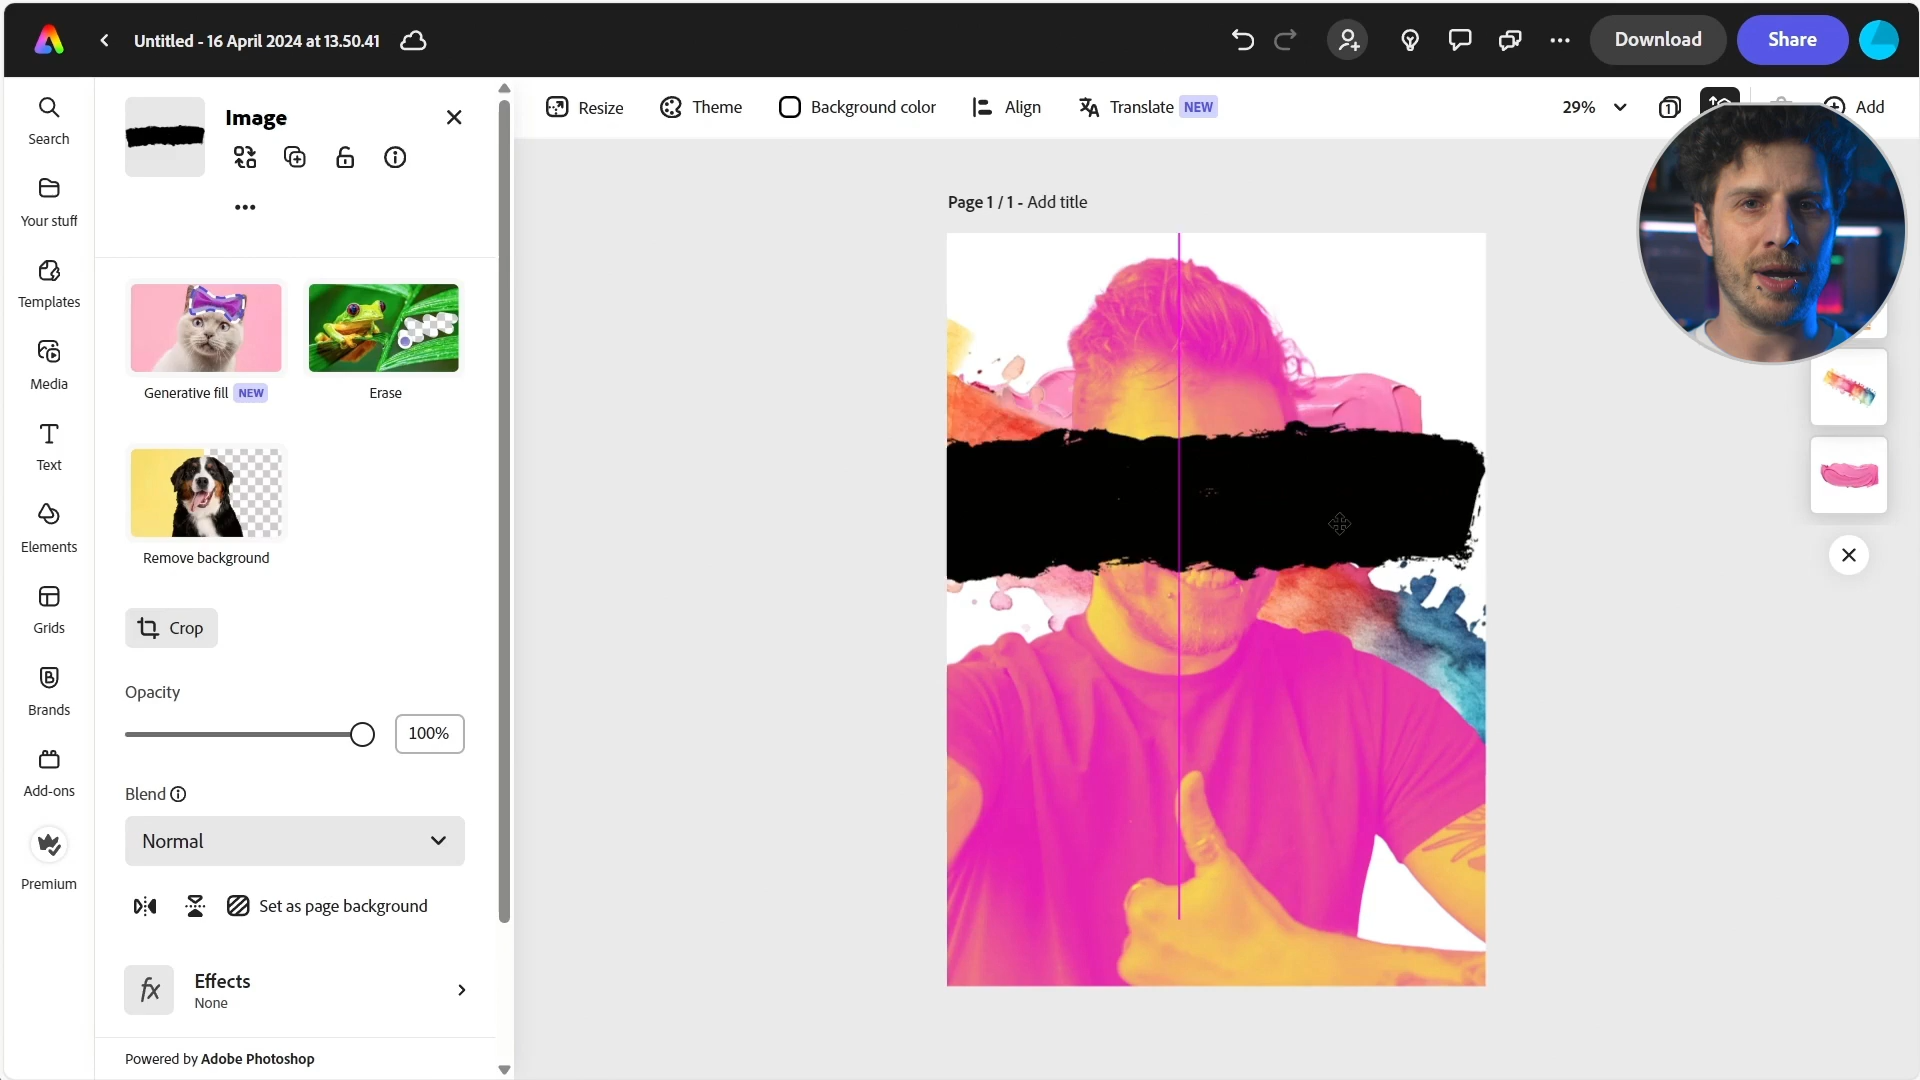 Untitled - 16 April 2024 at 13.50.41
Download
Share
Search
Your stuff
Templates
Media
Text
Elements
Grids
Brands
Add-ons
Premium
Image
Generative fill NEW
Erase
Remove background
Crop
Opacity
100%
Blend
Normal
Set as page background
fx
Effects
None
Powered by Adobe Photoshop
Resize
Theme
Background color
Align
Translate NEW
29%
1
Add
Page 1 / 1 - Add title